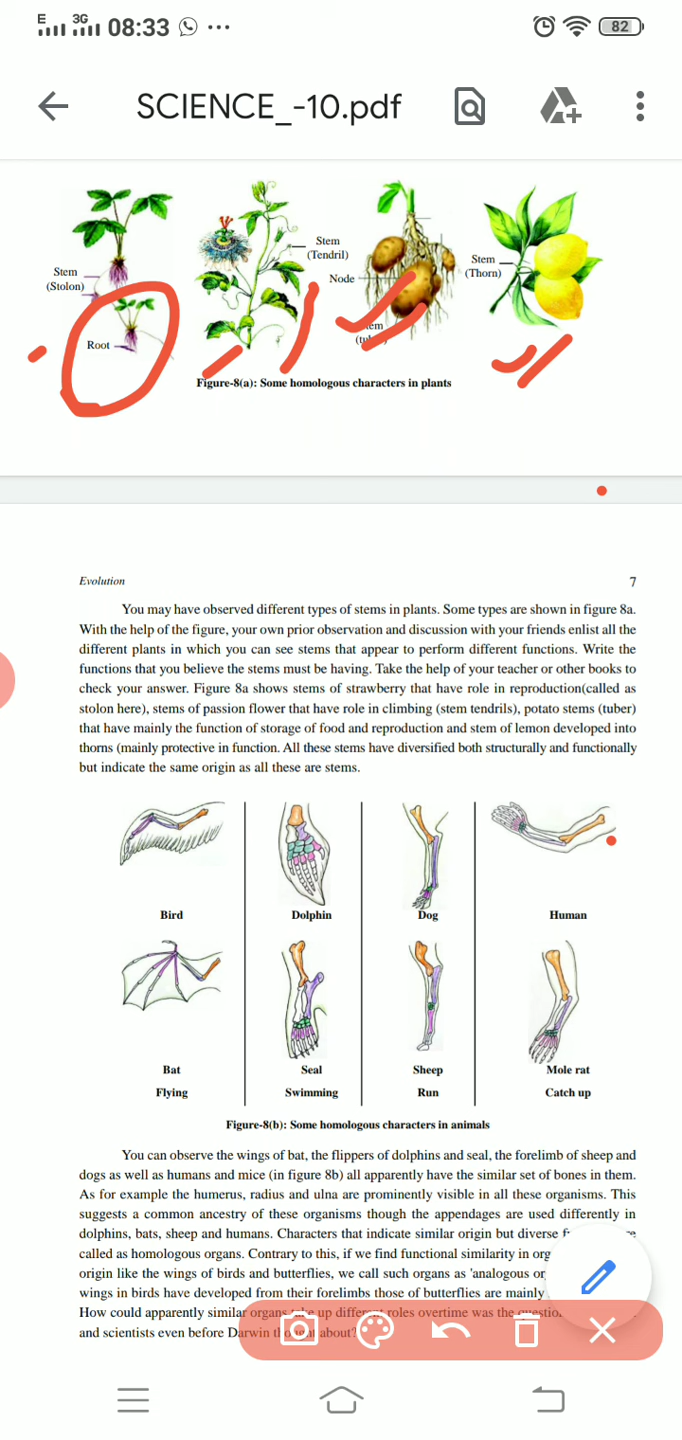 E 3G 08:33 82
SCIENCE_-10.pdf
Stem
(Stolon)
Root
Stem
(Tendril)
Node
Stem
(Thorn)
Figure-8(a): Some homologous characters in plants
Evolution 7
You may have observed different types of stems in plants. Some types are shown in figure 8a.
With the help of the figure, your own prior observation and discussion with your friends enlist all the
different plants in which you can see stems that appear to perform different functions. Write the
functions that you believe the stems must be having. Take the help of your teacher or other books to
check your answer. Figure 8a shows stems of strawberry that have role in reproduction(called as
stolon here), stems of passion flower that have role in climbing (stem tendrils), potato stems (tuber)
that have mainly the function of storage of food and reproduction and stem of lemon developed into
thorns (mainly protective in function. All these stems have diversified both structurally and functionally
but indicate the same origin as all these are stems.
Bird Dolphin Dog Human
Bat Seal Sheep Mole rat
Flying Swimming Run Catch up
Figure-8(b): Some homologous characters in animals
You can observe the wings of bat, the flippers of dolphins and seal, the forelimb of sheep and
dogs as well as humans and mice (in figure 8b) all apparently have the similar set of bones in them.
As for example the humerus, radius and ulna are prominently visible in all these organisms. This
suggests a common ancestry of these organisms though the appendages are used differently in
dolphins, bats, sheep and humans. Characters that indicate similar origin but diverse
called as homologous organs. Contrary to this, if we find functional similarity in
origin like the wings of birds and butterflies, we call such organs as 'analogous
wings in birds have developed from their forelimbs those of butterflies are mainly
How could apparently similar organs take up different roles overtime was the
and scientists even before Darwin thought about?